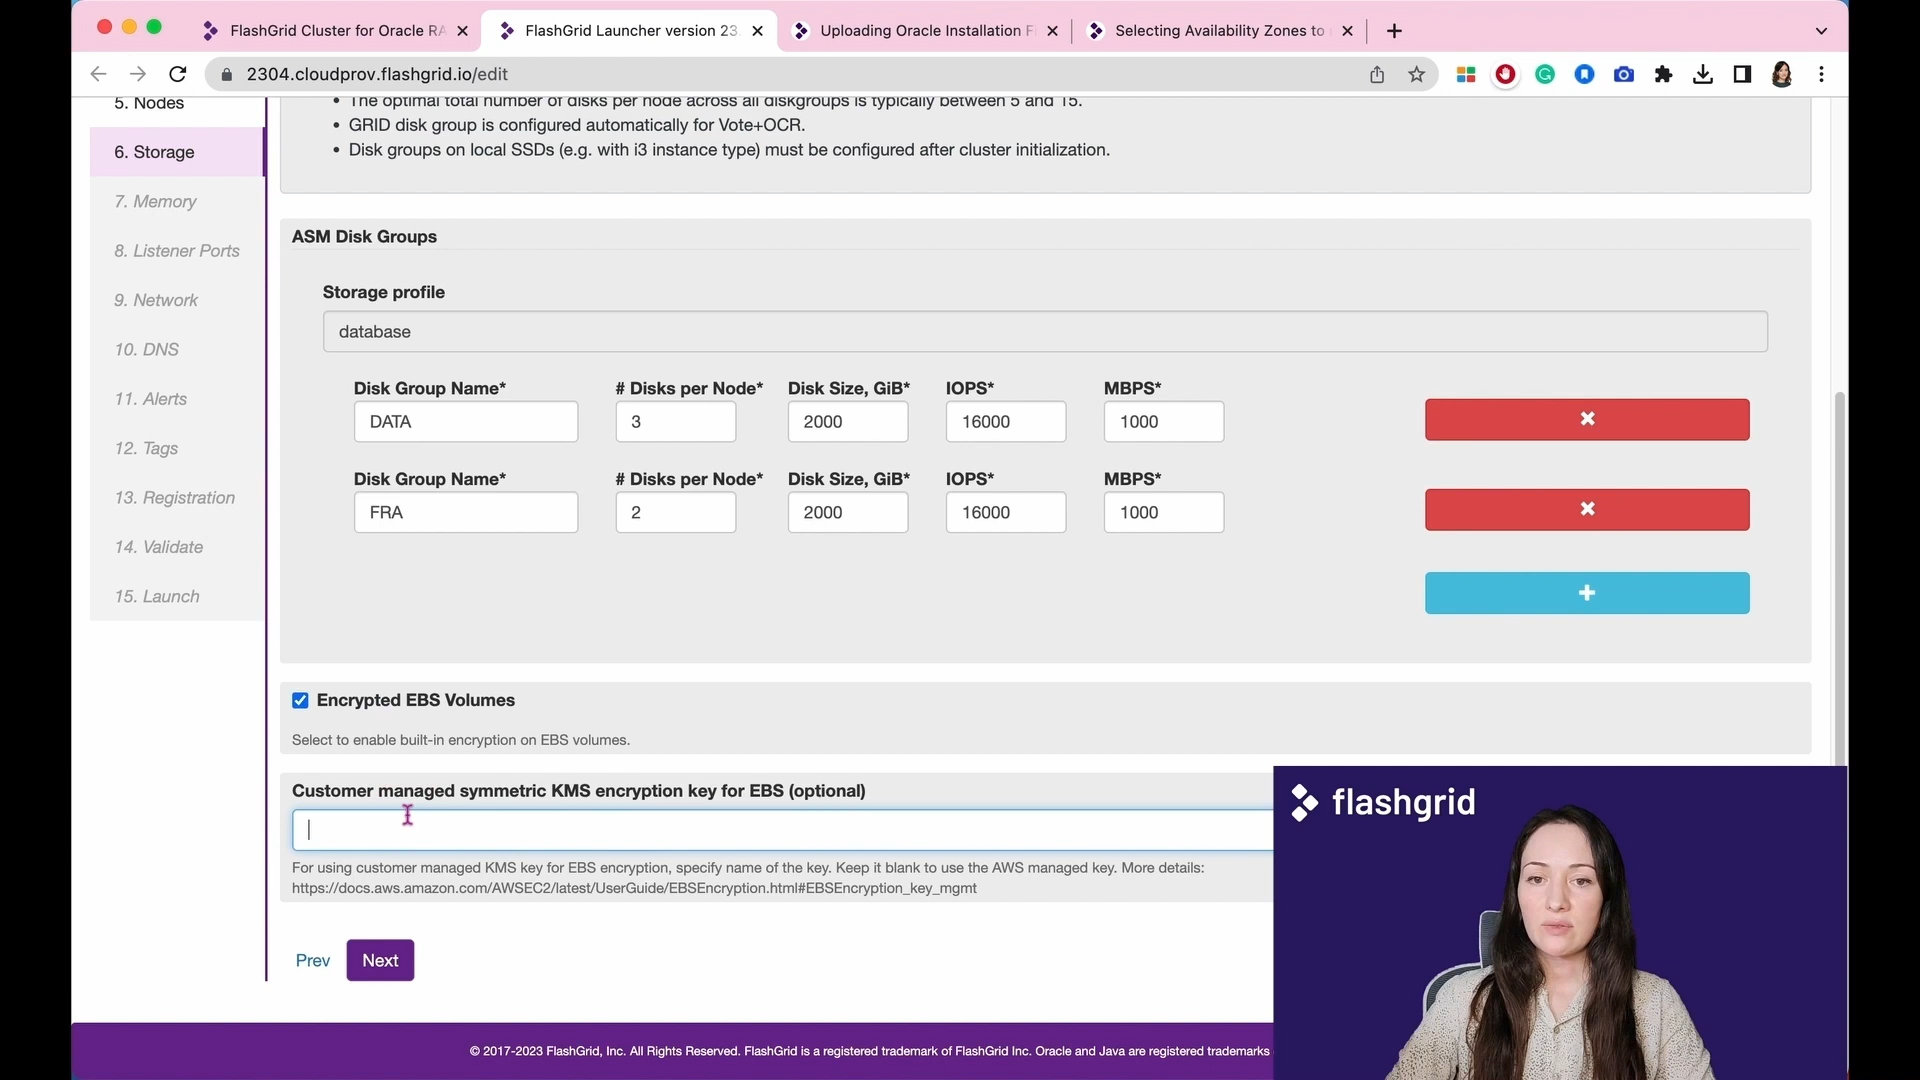 FlashGrid Cluster for Oracle RA
FlashGrid Launcher version 23.
Uploading Oracle Installation F
Selecting Availability Zones to
2304.cloudprov.flashgrid.io/edit
5. Nodes
6. Storage
7. Memory
8. Listener Ports
9. Network
10. DNS
11. Alerts
12. Tags
13. Registration
14. Validate
15. Launch
The optimal total number of disks per node across all diskgroups is typically between 5 and 15.
GRID disk group is configured automatically for Vote+OCR.
Disk groups on local SSDs (e.g. with i3 instance type) must be configured after cluster initialization.
ASM Disk Groups
Storage profile
database
Disk Group Name* # Disks per Node* Disk Size, GiB* IOPS* MBPS*
DATA 3 2000 16000 1000
Disk Group Name* # Disks per Node* Disk Size, GiB* IOPS* MBPS*
FRA 2 2000 16000 1000
Encrypted EBS Volumes
Select to enable built-in encryption on EBS volumes.
Customer managed symmetric KMS encryption key for EBS (optional)
For using customer managed KMS key for EBS encryption, specify name of the key. Keep it blank to use the AWS managed key. More details:
https://docs.aws.amazon.com/AWSEC2/latest/UserGuide/EBSEncryption.html#EBSEncryption_key_mgmt
Prev Next
flashgrid
© 2017-2023 FlashGrid, Inc. All Rights Reserved. FlashGrid is a registered trademark of FlashGrid Inc. Oracle and Java are registered trademarks